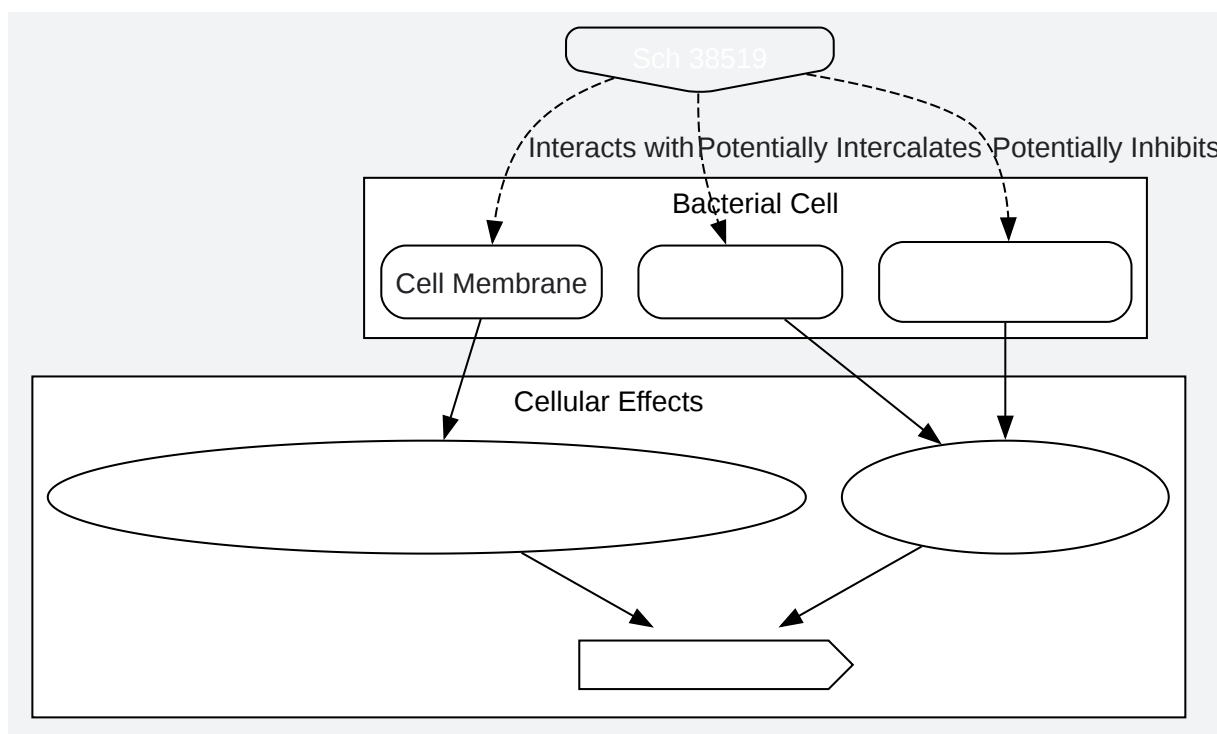 Sch 38519
Interacts with
Potentially Intercalates
Potentially Inhibits
Bacterial Cell
Cell Membrane
Cellular Effects